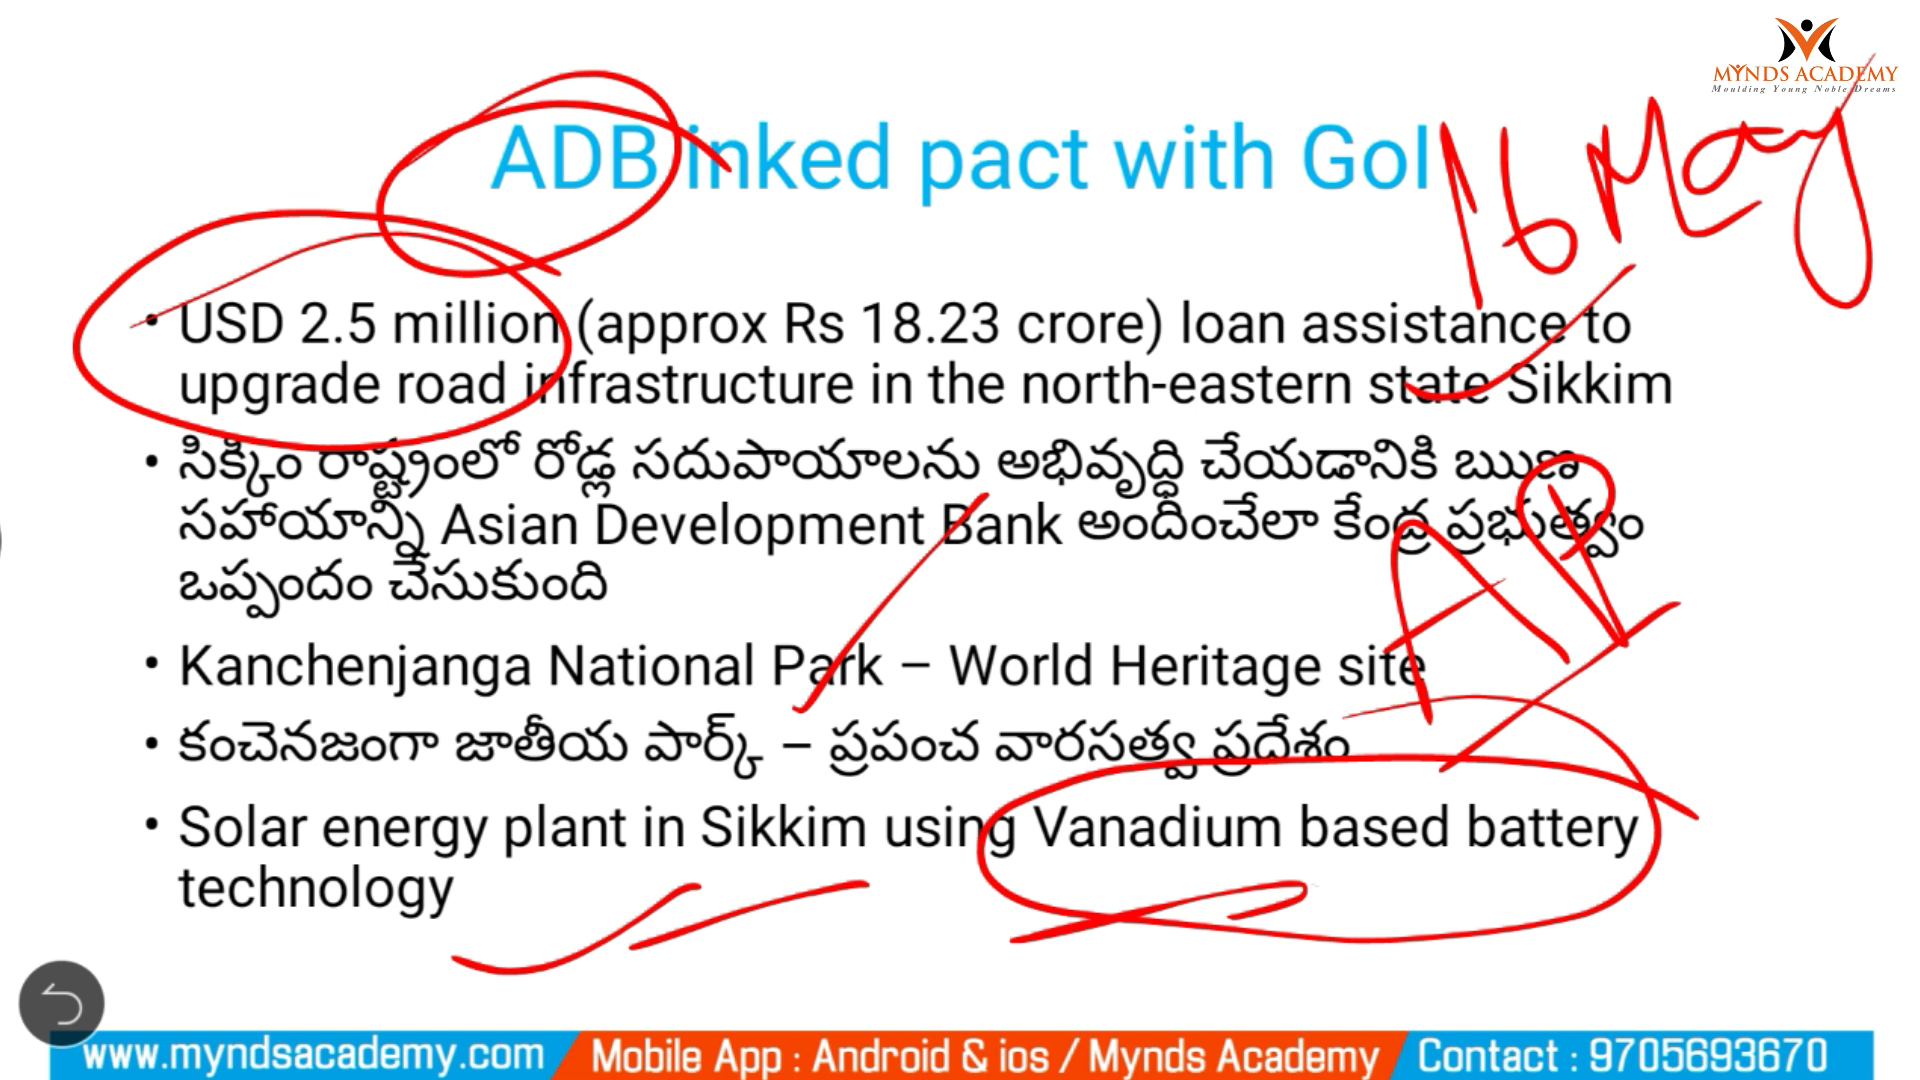 MYNDS ACADEMY
Moulding Young Noble Dreams
ADB inked pact with GoI
16 May
• USD 2.5 million (approx Rs 18.23 crore) loan assistance to
upgrade road infrastructure in the north-eastern state Sikkim
• సిక్కిం రాష్ట్రంలో రోడ్ల సదుపాయాలను అభివృద్ధి చేయడానికి ఋణ
సహాయాన్ని Asian Development Bank అందించేలా కేంద్ర ప్రభుత్వం
ఒప్పందం చేసుకుంది
AP
• Kanchenjanga National Park – World Heritage site
• కంచెనజంగా జాతీయ పార్క్ – ప్రపంచ వారసత్వ ప్రదేశం
• Solar energy plant in Sikkim using Vanadium based battery
technology
www.myndsacademy.com Mobile App : Android & ios / Mynds Academy Contact : 9705693670